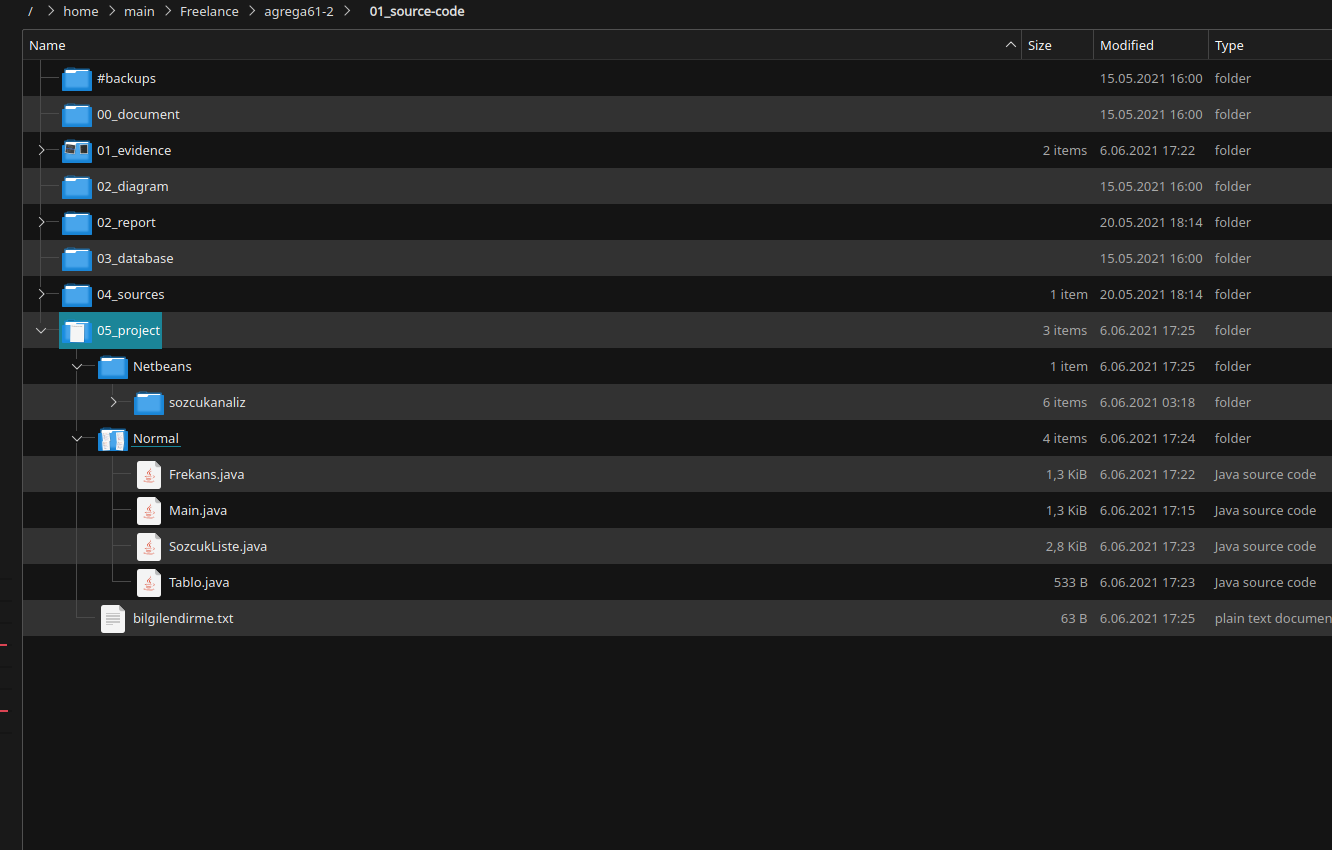 / > home > main > Freelance > agrega61-2 > 01_source-code
Name Size Modified Type
#backups 15.05.2021 16:00 folder
00_document 15.05.2021 16:00 folder
01_evidence 2 items 6.06.2021 17:22 folder
02_diagram 15.05.2021 16:00 folder
02_report 20.05.2021 18:14 folder
03_database 15.05.2021 16:00 folder
04_sources 1 item 20.05.2021 18:14 folder
05_project 3 items 6.06.2021 17:25 folder
Netbeans 1 item 6.06.2021 17:25 folder
sozcukanaliz 6 items 6.06.2021 03:18 folder
Normal 4 items 6.06.2021 17:24 folder
Frekans.java 1,3 KiB 6.06.2021 17:22 Java source code
Main.java 1,3 KiB 6.06.2021 17:15 Java source code
SozcukListe.java 2,8 KiB 6.06.2021 17:23 Java source code
Tablo.java 533 B 6.06.2021 17:23 Java source code
bilgilendirme.txt 63 B 6.06.2021 17:25 plain text documen